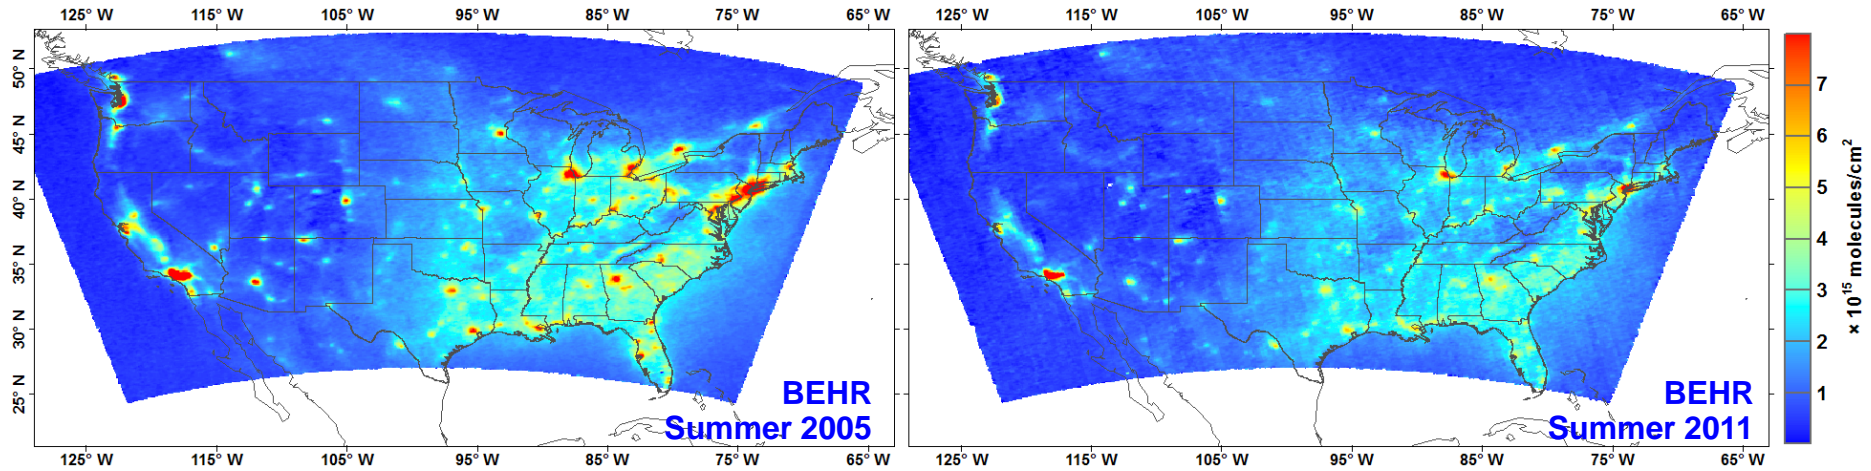 125° W 115° W 105° W 95° W 85° W 75° W 65° W 125° W 115° W 105° W 95° W 85° W 75° W 65° W
50° N
45° N
40° N
35° N
30° N
25° N
BEHR
Summer 2005
BEHR
Summer 2011
7
6
5
4
3
2
1
× 10¹⁵ molecules/cm²
125° W 115° W 105° W 95° W 85° W 75° W 65° W 125° W 115° W 105° W 95° W 85° W 75° W 65° W